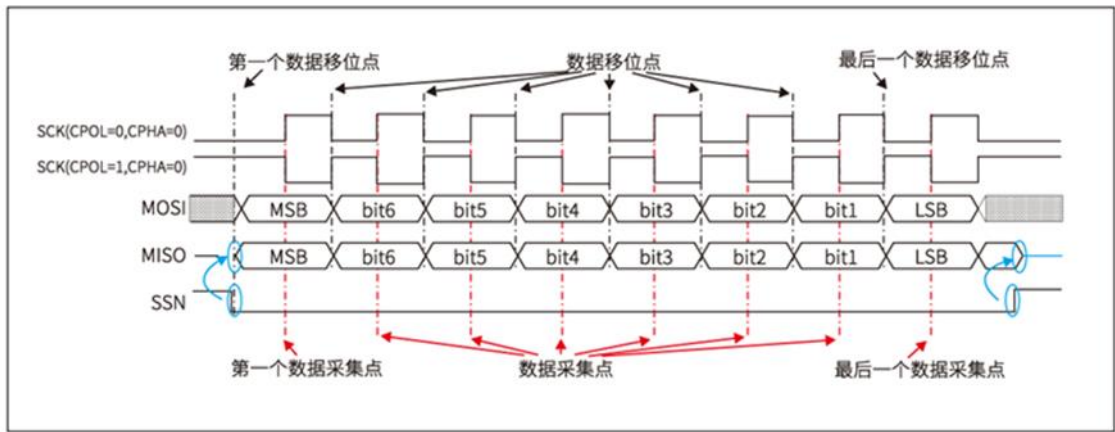 第一个数据移位点 数据移位点 最后一个数据移位点
SCK(CPOL=0,CPHA=0)
SCK(CPOL=1,CPHA=0)
MOSI MSB bit6 bit5 bit4 bit3 bit2 bit1 LSB
MISO MSB bit6 bit5 bit4 bit3 bit2 bit1 LSB
SSN
第一个数据采集点 数据采集点 最后一个数据采集点